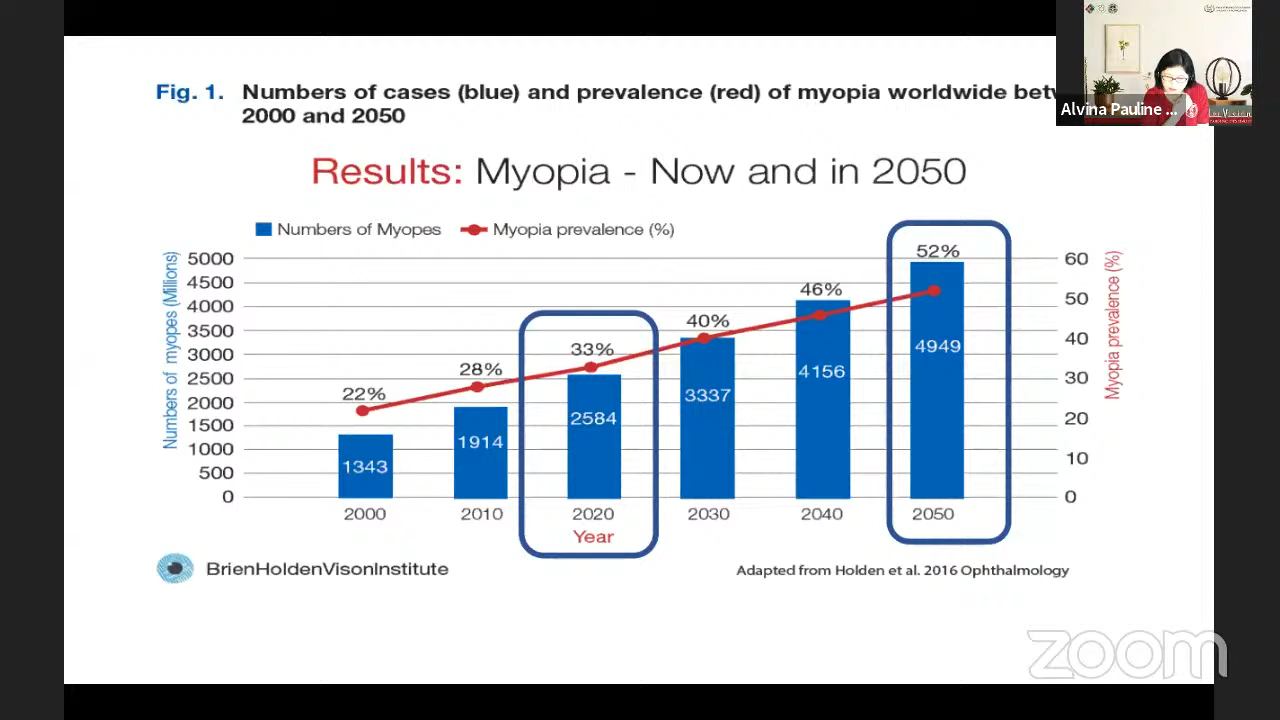 Fig. 1. Numbers of cases (blue) and prevalence (red) of myopia worldwide bet
2000 and 2050
Alvina Pauline ...
Results: Myopia - Now and in 2050
Numbers of Myopes Myopia prevalence (%)
Numbers of myopes (Millions)
5000
4500
4000
3500
3000
2500
2000
1500
1000
500
0
22%
28%
33%
40%
46%
52%
1343
1914
2584
3337
4156
4949
60
50
40
30
20
10
0
Myopia prevalence (%)
2000 2010 2020 2030 2040 2050
Year
BrienHoldenVisonInstitute
Adapted from Holden et al. 2016 Ophthalmology
zoom